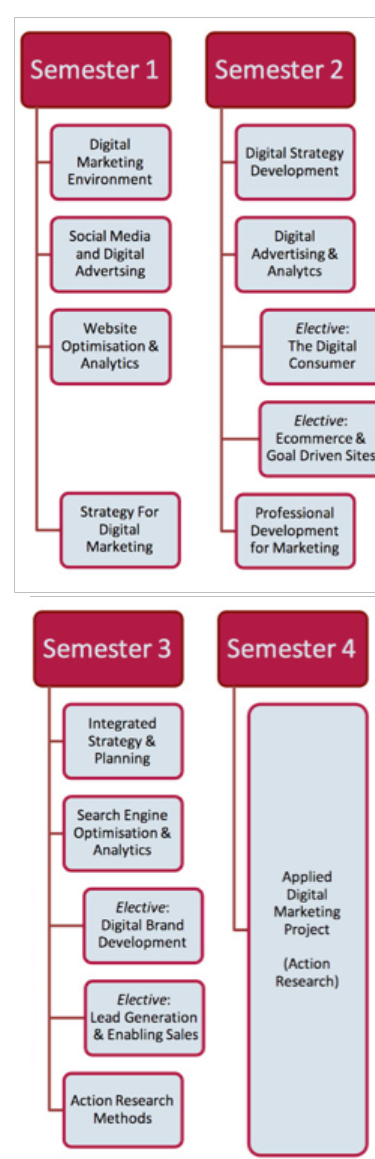 Semester 1
Digital
Marketing
Environment
Social Media
and Digital
Advertsing
Website
Optimisation &
Analytics
Strategy For
Digital
Marketing
Semester 2
Digital Strategy
Development
Digital
Advertising &
Analytcs
Elective:
The Digital
Consumer
Elective:
Ecommerce &
Goal Driven Sites
Professional
Development
for Marketing
Semester 3
Integrated
Strategy &
Planning
Search Engine
Optimisation &
Analytics
Elective:
Digital Brand
Development
Elective:
Lead Generation
& Enabling Sales
Action Research
Methods
Semester 4
Applied
Digital
Marketing
Project
(Action
Research)